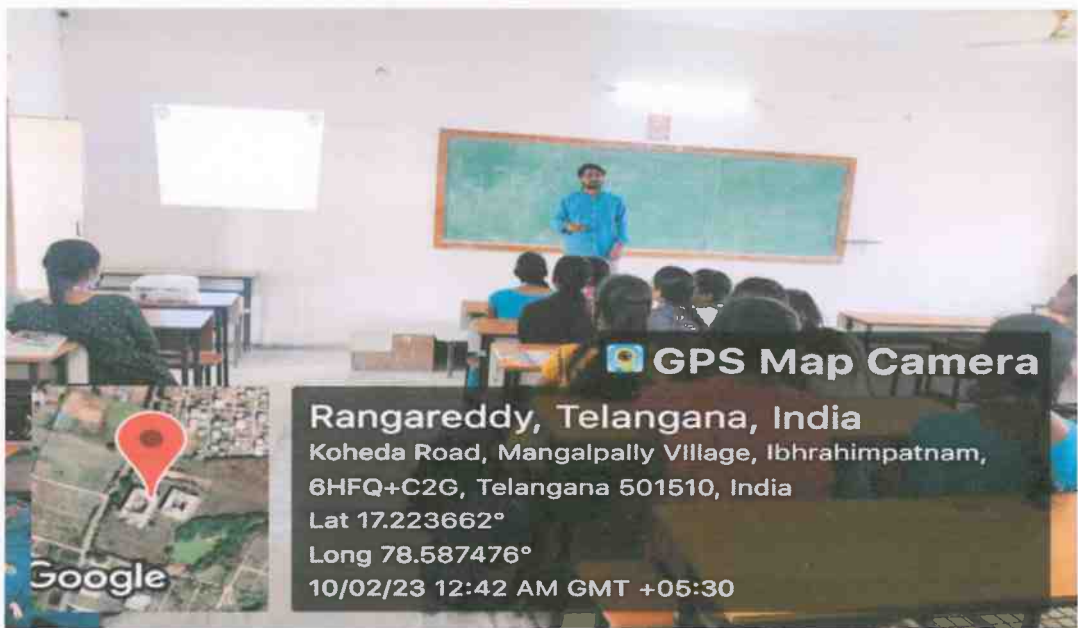 GPS Map Camera
Rangareddy, Telangana, India
Koheda Road, Mangalpally Village, Ibhrahimpatnam,
6HFQ+C2G, Telangana 501510, India
Lat 17.223662°
Long 78.587476°
10/02/23 12:42 AM GMT +05:30
Google